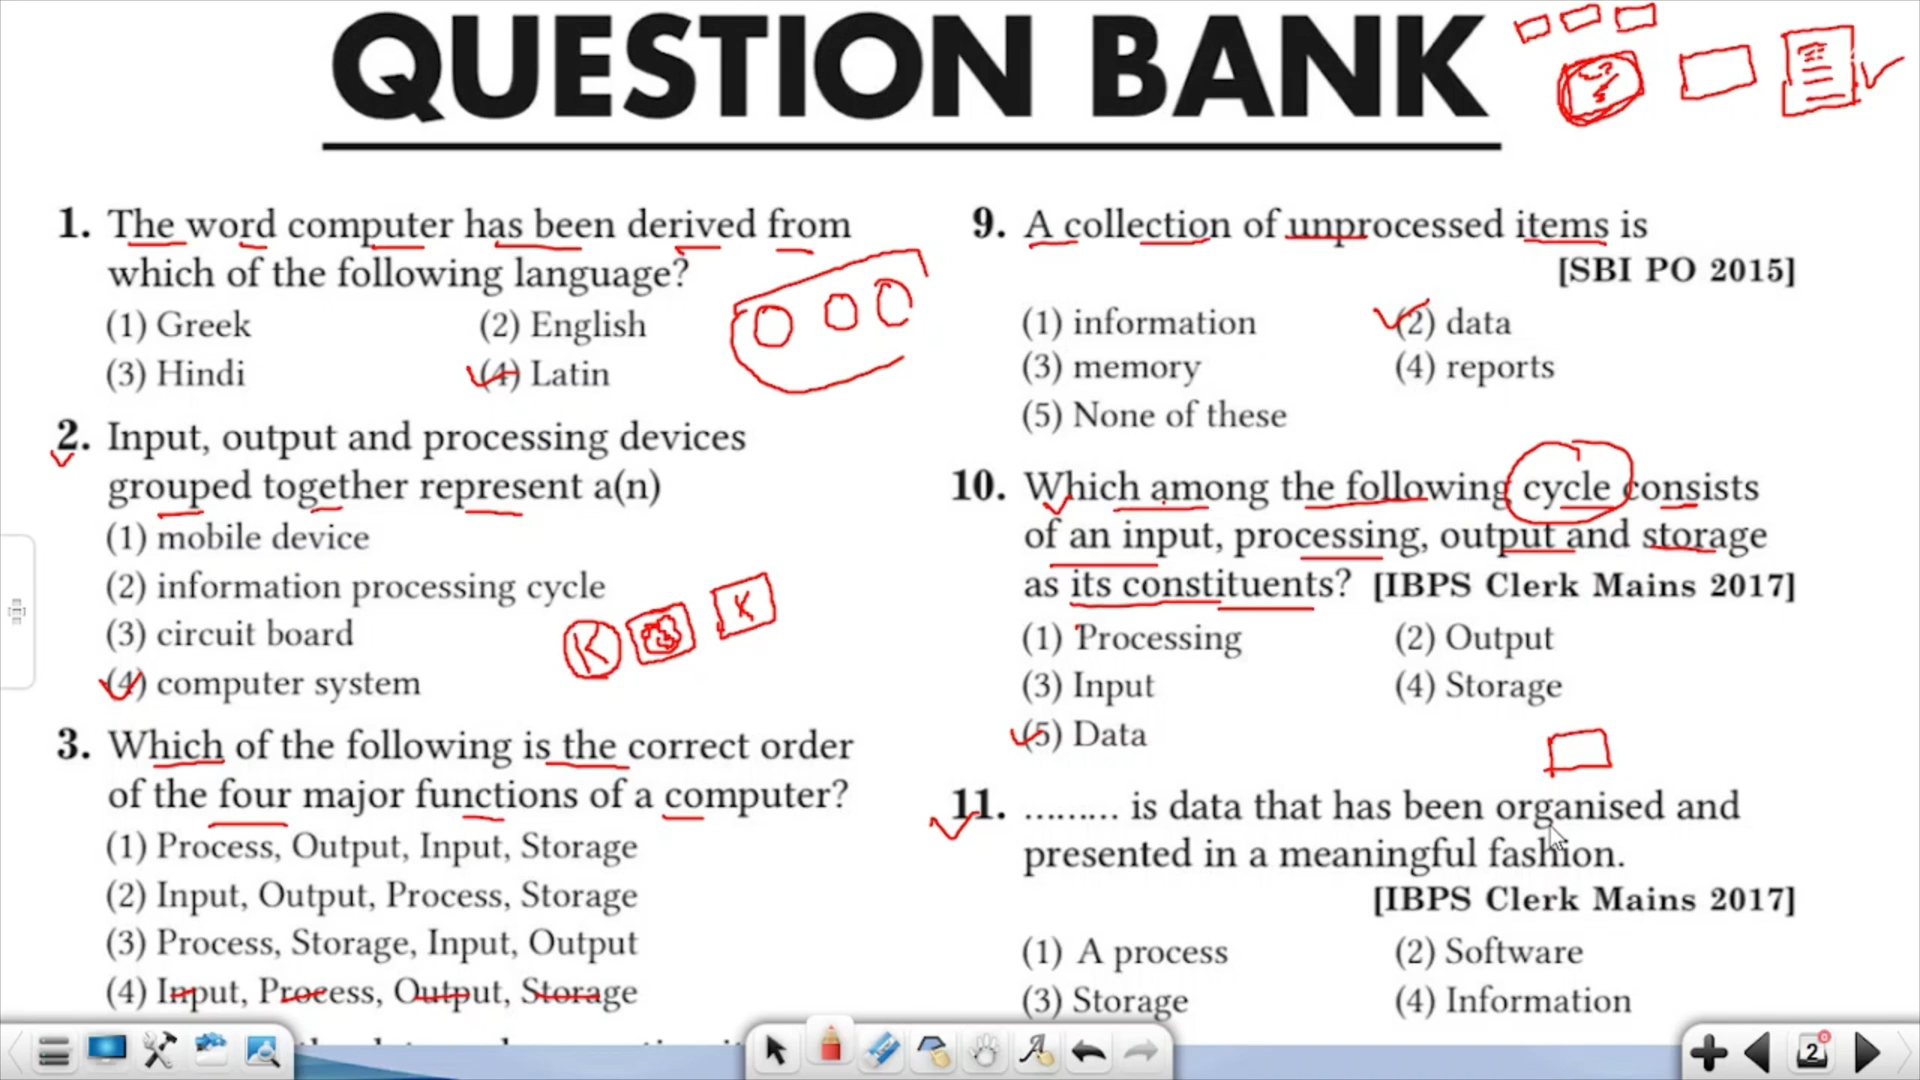 QUESTION BANK
1. The word computer has been derived from
which of the following language?
(1) Greek
(2) English
(3) Hindi
(4) Latin
2. Input, output and processing devices
grouped together represent a(n)
(1) mobile device
(2) information processing cycle
(3) circuit board
(4) computer system
K
K
3. Which of the following is the correct order
of the four major functions of a computer?
(1) Process, Output, Input, Storage
(2) Input, Output, Process, Storage
(3) Process, Storage, Input, Output
(4) Input, Process, Output, Storage
9. A collection of unprocessed items is
[SBI PO 2015]
(1) information
(2) data
(3) memory
(4) reports
(5) None of these
10. Which among the following cycle consists
of an input, processing, output and storage
as its constituents? [IBPS Clerk Mains 2017]
(1) Processing
(2) Output
(3) Input
(4) Storage
(5) Data
11. ......... is data that has been organised and
presented in a meaningful fashion.
[IBPS Clerk Mains 2017]
(1) A process
(2) Software
(3) Storage
(4) Information
2
0